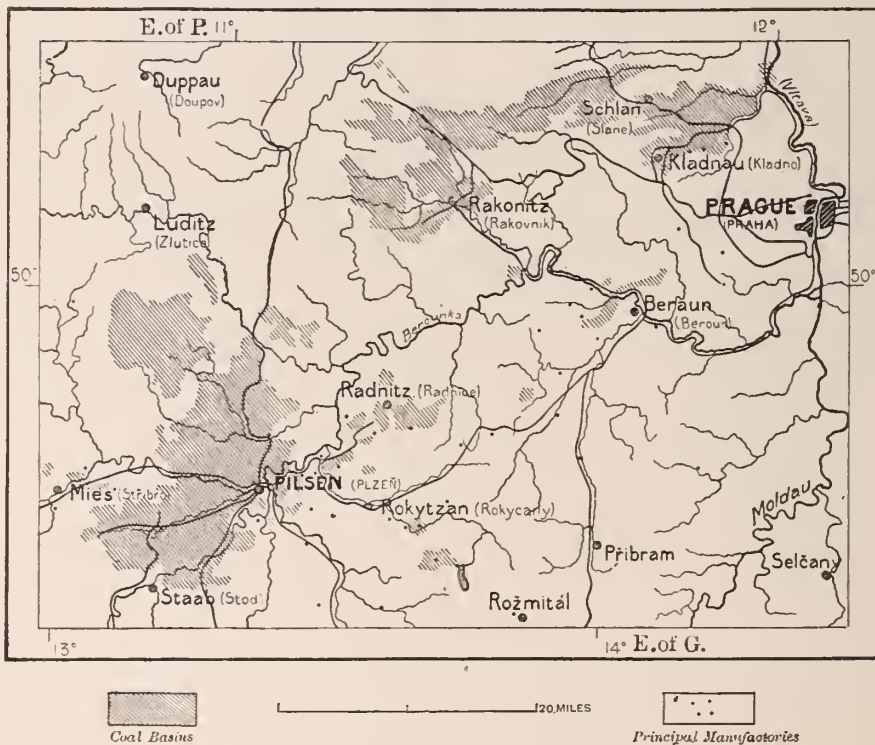 E. of P. 11°
12°
Duppau
(Doupov)
(Vltava)
Schlan
(Slane)
Kladnau (Kladno)
Luditz
(Zlutice)
Rakonitz
(Rakovnik)
PRAGUE
(PRAHA)
50°
50°
Beraun
(Beroun)
Berounka
Radnitz (Radnice)
Mies (Stribro)
PILSEN (PLZEŇ)
Rokytzan (Rokycany)
Moldau
Přibram
Selčany
Staab (Stod)
Rožmitál
13°
14° E. of G.
20 MILES
Coal Basins
Principal Manufactories